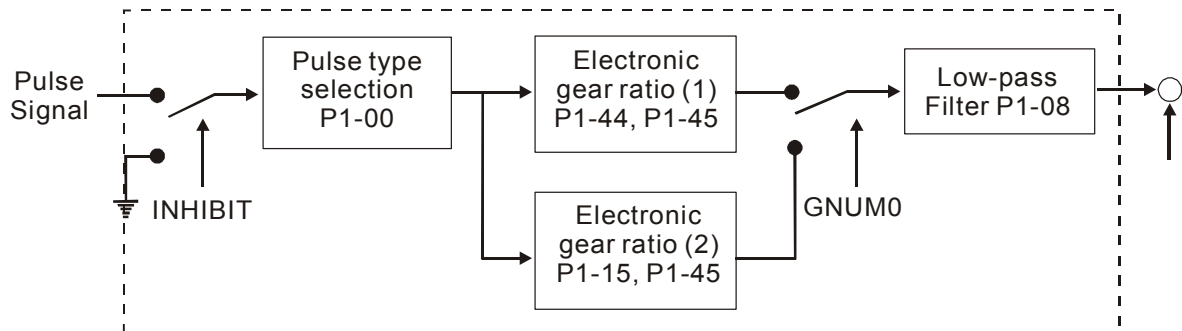 Pulse
Signal
INHIBIT
Pulse type
selection
P1-00
Electronic
gear ratio (1)
P1-44, P1-45
Electronic
gear ratio (2)
P1-15, P1-45
GNUM0
Low-pass
Filter P1-08